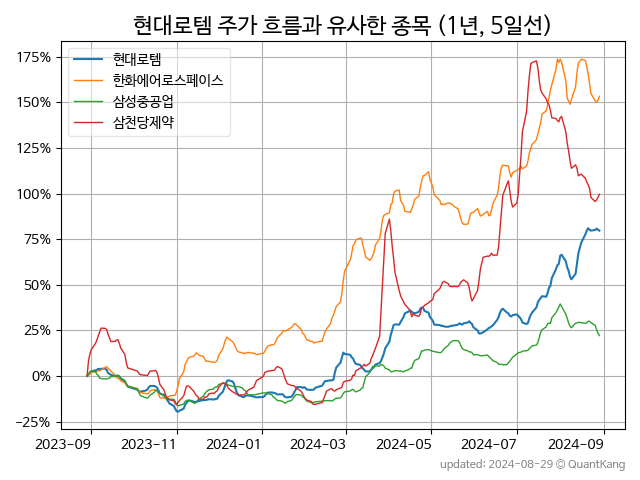 현대로템 주가 흐름과 유사한 종목 (1년, 5일선)
현대로템
한화에어로스페이스
삼성중공업
삼천당제약
175%
150%
125%
100%
75%
50%
25%
0%
−25%
2023-09 2023-11 2024-01 2024-03 2024-05 2024-07 2024-09
updated: 2024-08-29 © QuantKang